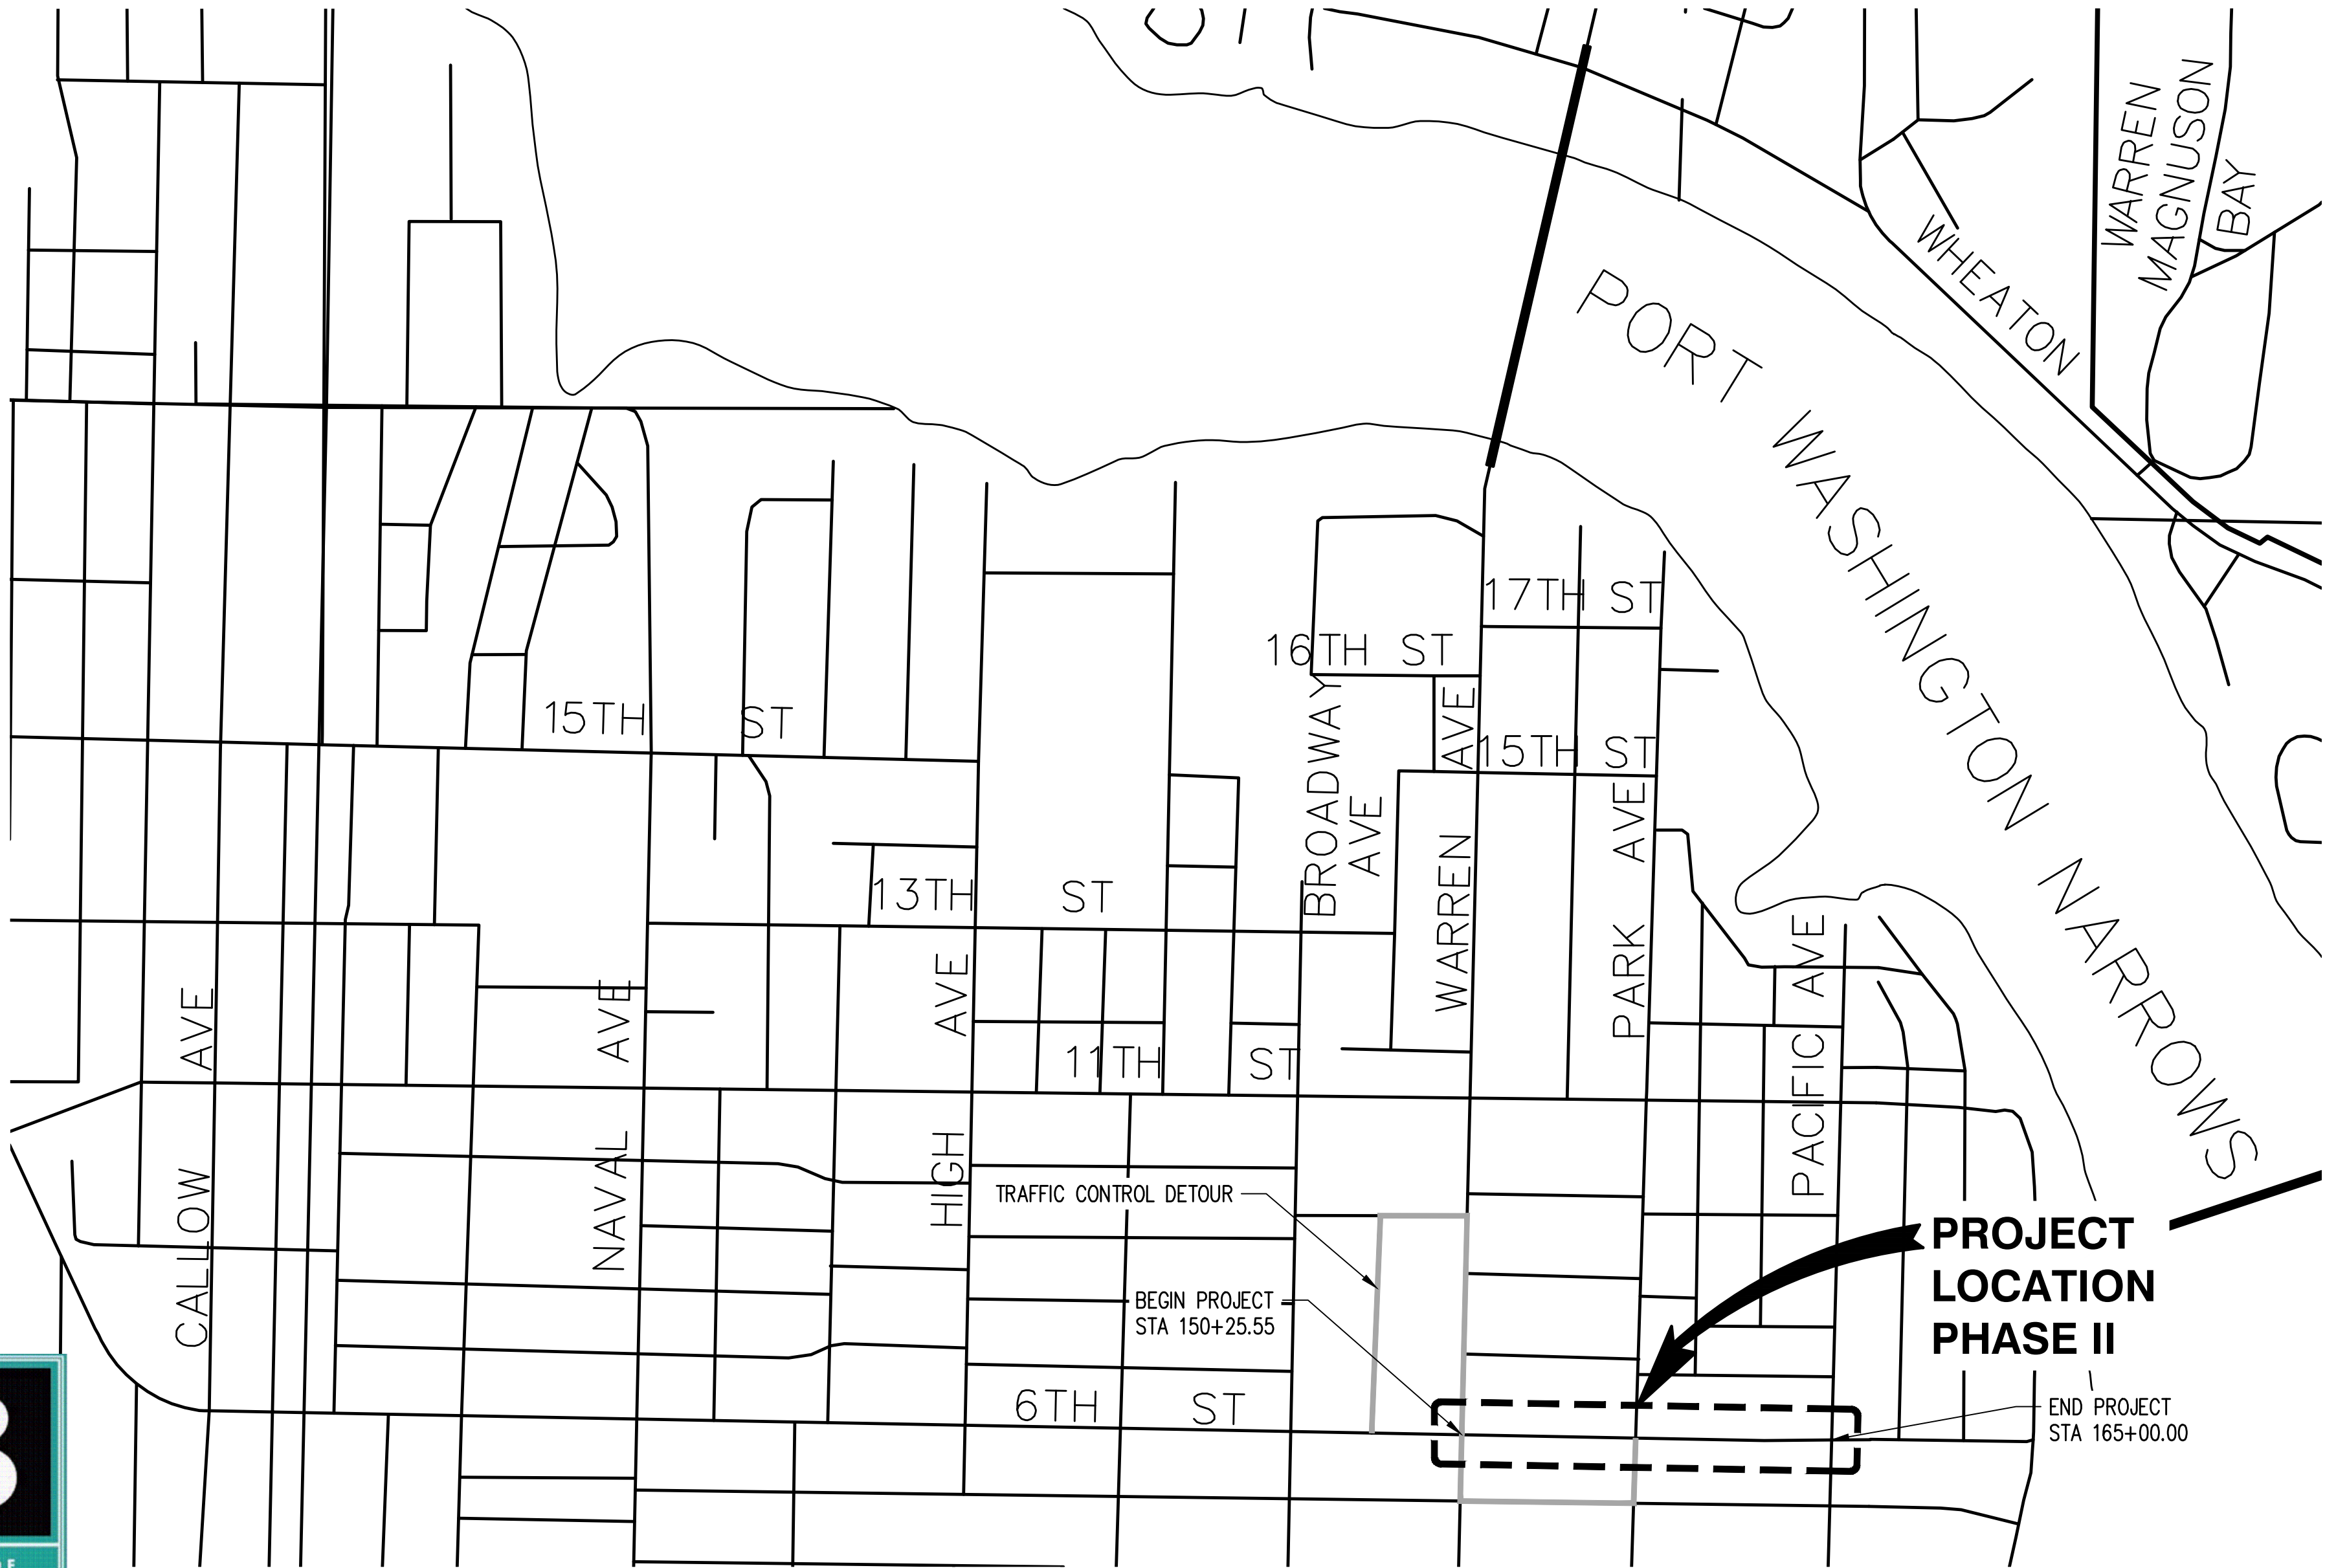 WARREN
MAGNUSON
BAY
WHEATON
PORT WASHINGTON NARROWS
17TH ST
16TH ST
15TH ST
15TH ST
BROADWAY
AVE
WARREN AVE
PARK AVE
13TH ST
PACIFIC AVE
CALLOW AVE
NAVAL AVE
HIGH AVE
11TH ST
TRAFFIC CONTROL DETOUR
PROJECT
LOCATION
PHASE II
BEGIN PROJECT
STA 150+25.55
6TH ST
END PROJECT
STA 165+00.00